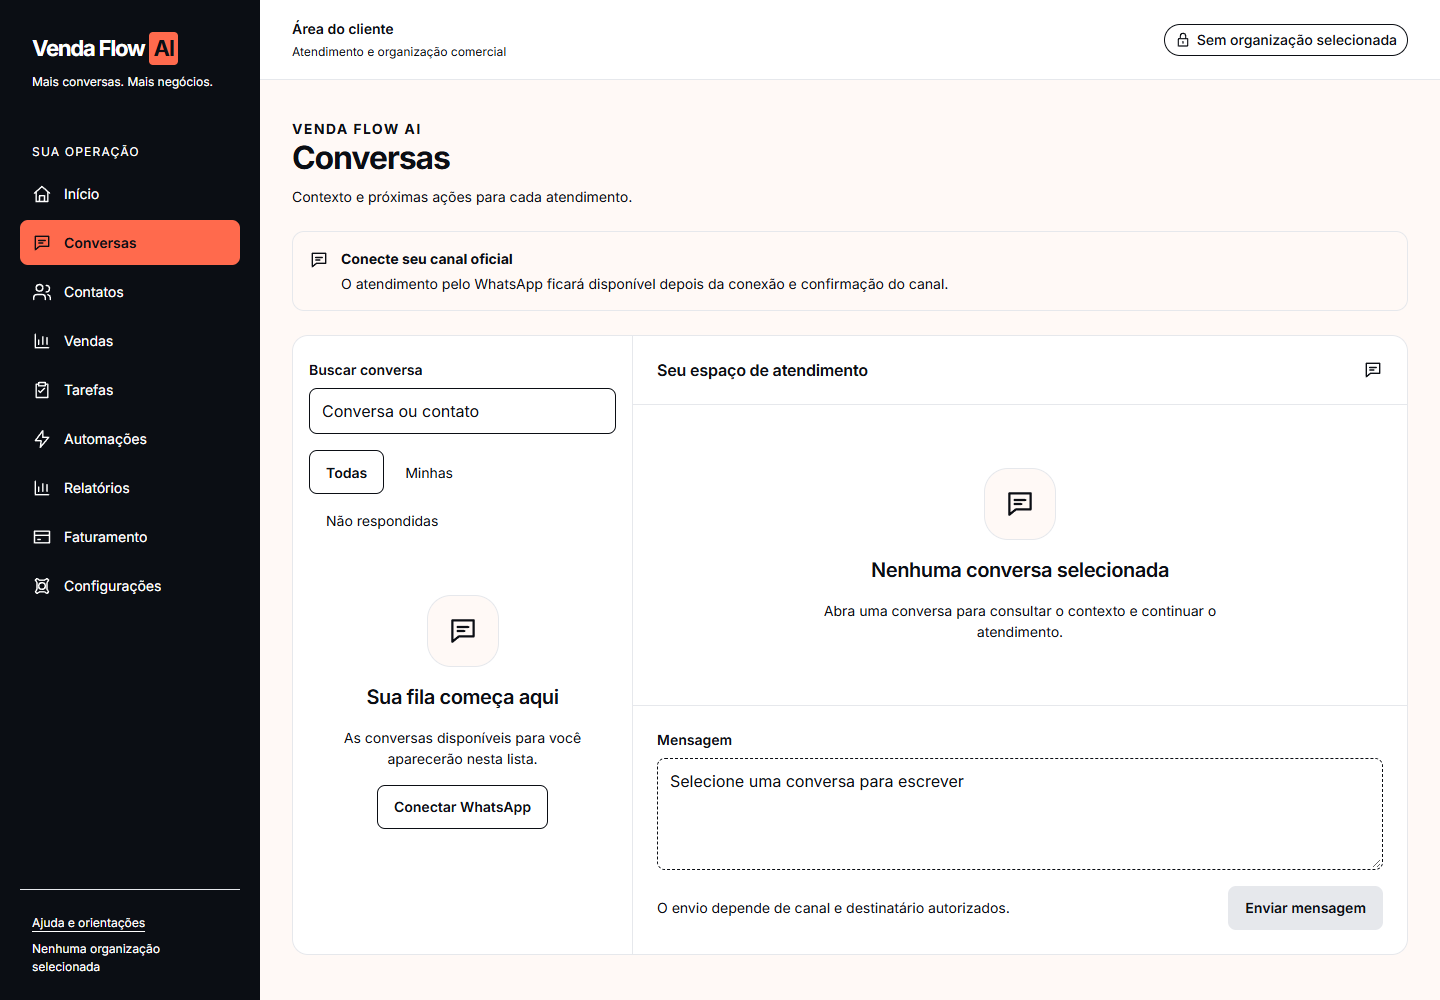 Venda Flow AI
Mais conversas. Mais negócios.
SUA OPERAÇÃO
Início
Conversas
Contatos
Vendas
Tarefas
Automações
Relatórios
Faturamento
Configurações
Ajuda e orientações
Nenhuma organização
selecionada
Área do cliente
Atendimento e organização comercial
Sem organização selecionada
VENDA FLOW AI
Conversas
Contexto e próximas ações para cada atendimento.
Conecte seu canal oficial
O atendimento pelo WhatsApp ficará disponível depois da conexão e confirmação do canal.
Buscar conversa
Conversa ou contato
Todas
Minhas
Não respondidas
Sua fila começa aqui
As conversas disponíveis para você
aparecerão nesta lista.
Conectar WhatsApp
Seu espaço de atendimento
Nenhuma conversa selecionada
Abra uma conversa para consultar o contexto e continuar o
atendimento.
Mensagem
Selecione uma conversa para escrever
O envio depende de canal e destinatário autorizados.
Enviar mensagem